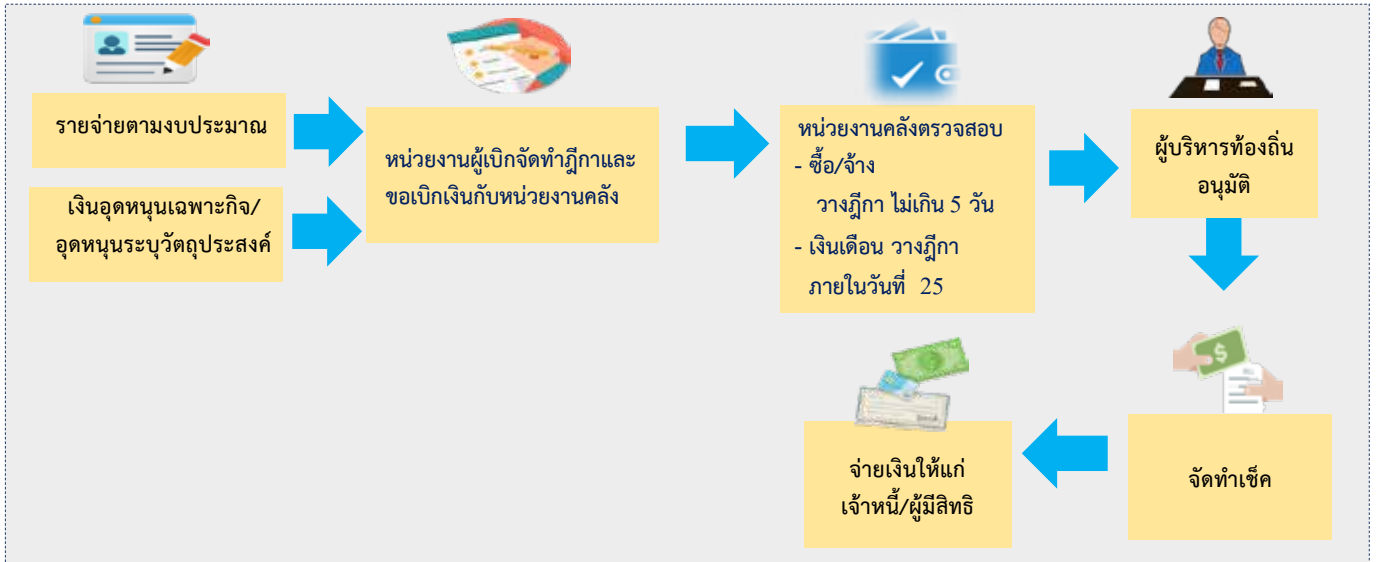 รายจ่ายตามงบประมาณ
เงินอุดหนุนเฉพาะกิจ/
อุดหนุนระบุวัตถุประสงค์
หน่วยงานผู้เบิกจัดทำฎีกาและ
ขอเบิกเงินกับหน่วยงานคลัง
หน่วยงานคลังตรวจสอบ
- ซื้อ/จ้าง
วางฎีกา ไม่เกิน 5 วัน
- เงินเดือน วางฎีกา
ภายในวันที่ 25
ผู้บริหารท้องถิ่น
อนุมัติ
จัดทำเช็ค
จ่ายเงินให้แก่
เจ้าหนี้/ผู้มีสิทธิ